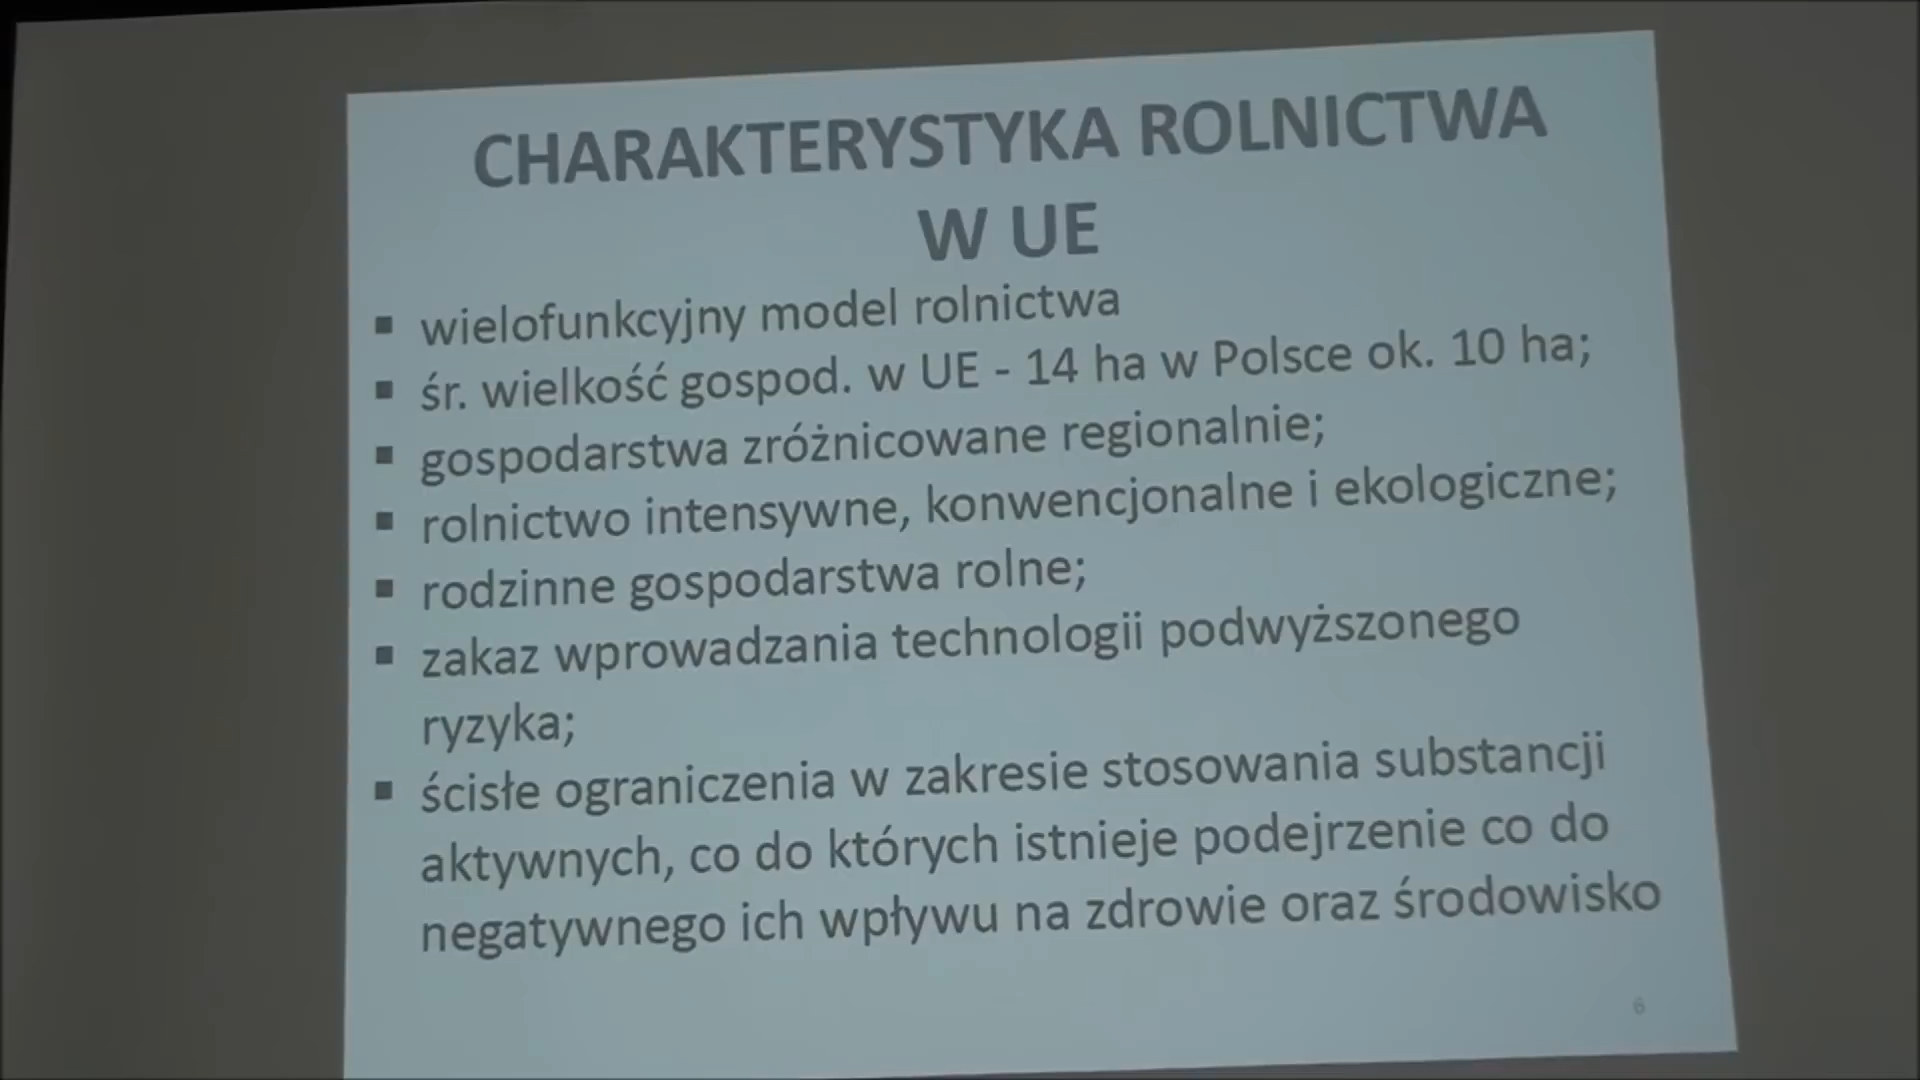 CHARAKTERYSTYKA ROLNICTWA
W UE
▪ wielofunkcyjny model rolnictwa
▪ śr. wielkość gospod. w UE - 14 ha w Polsce ok. 10 ha;
▪ gospodarstwa zróżnicowane regionalnie;
▪ rolnictwo intensywne, konwencjonalne i ekologiczne;
▪ rodzinne gospodarstwa rolne;
▪ zakaz wprowadzania technologii podwyższonego
ryzyka;
▪ ścisłe ograniczenia w zakresie stosowania substancji
aktywnych, co do których istnieje podejrzenie co do
negatywnego ich wpływu na zdrowie oraz środowisko
6